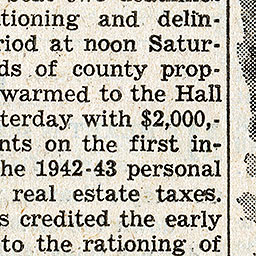 tioning and delin-
riod at noon Satur-
ds of county prop-
warmed to the Hall
terday with $2,000,-
nts on the first in-
he 1942-43 personal
real estate taxes.
s credited the early
to the rationing of